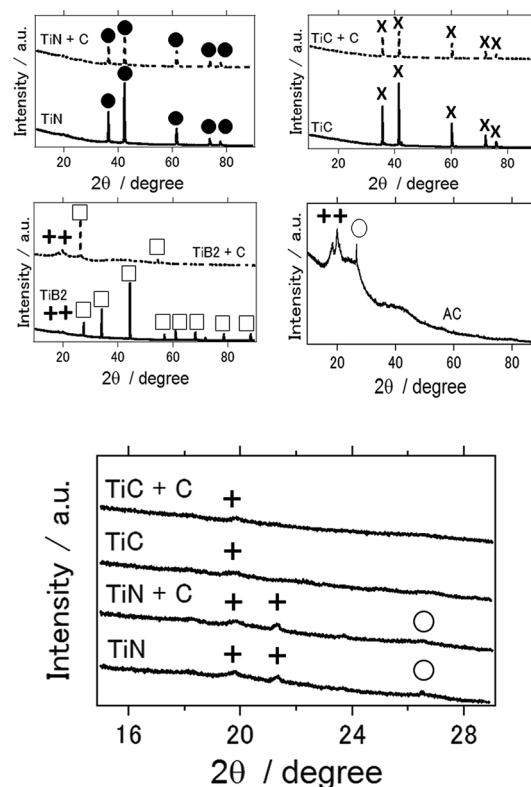 Intensity / a.u.
TiN + C
TiN
20 40 60 80
2θ / degree
Intensity / a.u.
TiC + C
X X X X X
X X X X X
TiC
20 40 60 80
2θ / degree
Intensity / a.u.
++
TiB2 + C
TiB2
++
20 40 60 80
2θ / degree
Intensity / a.u.
++
AC
20 40 60 80
2θ / degree
Intensity / a.u.
TiC + C
+
TiC
+
TiN + C
+ +
TiN
+ +
16 20 24 28
2θ / degree